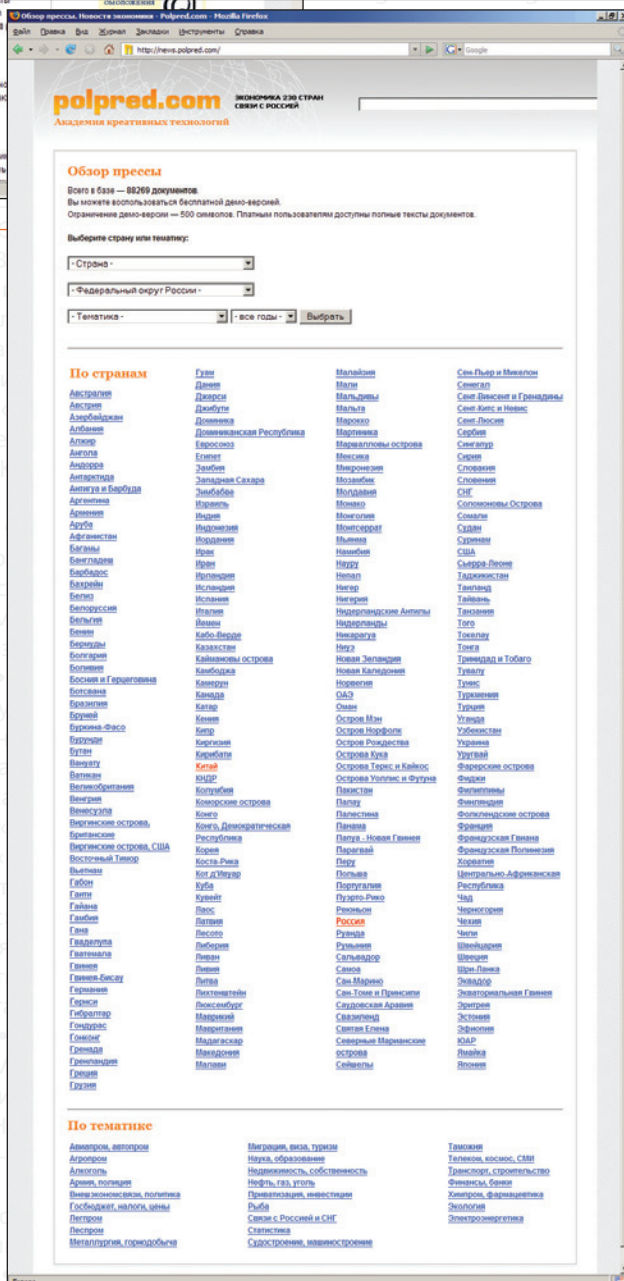 Обзор прессы. Новости экономики - Polpred.com - Mozilla Firefox
Файл Правка Вид Журнал Закладки Инструменты Справка
http://news.polpred.com/
Google
polpred.com
ЭКОНОМИКА 230 СТРАН
СВЯЗИ С РОССИЕЙ
Академия креативных технологий
Обзор прессы
Всего в базе — 88269 документов.
Вы можете воспользоваться бесплатной демо-версией.
Ограничение демо-версии — 500 символов. Платным пользователям доступны полные тексты документов.
Выберите страну или тематику:
- Страна -
- Федеральный округ России -
- Тематика -
- все годы -
Выбрать
По странам
Австралия
Австрия
Азербайджан
Албания
Алжир
Ангола
Андорра
Антарктида
Антигуа и Барбуда
Аргентина
Армения
Аруба
Афганистан
Багамы
Бангладеш
Барбадос
Бахрейн
Белиз
Белоруссия
Бельгия
Бенин
Бермуды
Болгария
Боливия
Босния и Герцеговина
Ботсвана
Бразилия
Бруней
Буркина-Фасо
Бурунди
Бутан
Вануату
Ватикан
Великобритания
Венгрия
Венесуэла
Виргинские острова,
Британские
Виргинские острова, США
Восточный Тимор
Вьетнам
Габон
Гаити
Гайана
Гамбия
Гана
Гваделупа
Гватемала
Гвинея
Гвинея-Бисау
Германия
Гернси
Гибралтар
Гондурас
Гонконг
Гренада
Гренландия
Греция
Грузия
Гуам
Дания
Джерси
Джибути
Доминика
Доминиканская Республика
Евросоюз
Египет
Замбия
Западная Сахара
Зимбабве
Израиль
Индия
Индонезия
Иордания
Ирак
Иран
Ирландия
Исландия
Испания
Италия
Йемен
Кабо-Верде
Казахстан
Каймановы острова
Камбоджа
Камерун
Канада
Катар
Кения
Кипр
Киргизия
Кирибати
Китай
КНДР
Колумбия
Коморские острова
Конго
Конго, Демократическая
Республика
Корея
Коста-Рика
Кот д'Ивуар
Куба
Кувейт
Лаос
Латвия
Лесото
Либерия
Ливан
Ливия
Литва
Лихтенштейн
Люксембург
Маврикий
Мавритания
Мадагаскар
Македония
Малави
Малайзия
Мали
Мальдивы
Мальта
Марокко
Мартиника
Маршалловы острова
Мексика
Микронезия
Мозамбик
Молдавия
Монако
Монголия
Монтсеррат
Мьянма
Намибия
Науру
Непал
Нигер
Нигерия
Нидерландские Антилы
Нидерланды
Никарагуа
Ниуэ
Новая Зеландия
Новая Каледония
Норвегия
ОАЭ
Оман
Остров Мэн
Остров Норфолк
Остров Рождества
Острова Кука
Острова Теркс и Кайкос
Острова Уоллис и Футуна
Пакистан
Палау
Палестина
Панама
Папуа - Новая Гвинея
Парагвай
Перу
Польша
Португалия
Пуэрто-Рико
Реюньон
Россия
Руанда
Румыния
Сальвадор
Самоа
Сан-Марино
Сан-Томе и Принсипи
Саудовская Аравия
Свазиленд
Святая Елена
Северные Марианские
острова
Сейшелы
Сен-Пьер и Микелон
Сенегал
Сент-Винсент и Гренадины
Сент-Китс и Невис
Сент-Люсия
Сербия
Сингапур
Сирия
Словакия
Словения
СНГ
Соломоновы Острова
Сомали
Судан
Суринам
США
Сьерра-Леоне
Таджикистан
Таиланд
Тайвань
Танзания
Того
Токелау
Тонга
Тринидад и Тобаго
Тувалу
Тунис
Туркмения
Турция
Уганда
Узбекистан
Украина
Уругвай
Фарерские острова
Фиджи
Филиппины
Финляндия
Фолклендские острова
Франция
Французская Гвиана
Французская Полинезия
Хорватия
Центрально-Африканская
Республика
Чад
Черногория
Чехия
Чили
Швейцария
Швеция
Шри-Ланка
Эквадор
Экваториальная Гвинея
Эритрея
Эстония
Эфиопия
ЮАР
Ямайка
Япония
По тематике
Авиапром, автопром
Агропром
Алкоголь
Армия, полиция
Внешэкономсвязи, политика
Госбюджет, налоги, цены
Легпром
Леспром
Металлургия, горнодобыча
Миграция, виза, туризм
Наука, образование
Недвижимость, собственность
Нефть, газ, уголь
Приватизация, инвестиции
Рыба
Связи с Россией и СНГ
Статистика
Судостроение, машиностроение
Таможня
Телеком, космос, СМИ
Транспорт, строительство
Финансы, банки
Химпром, фармацевтика
Экология
Электроэнергетика